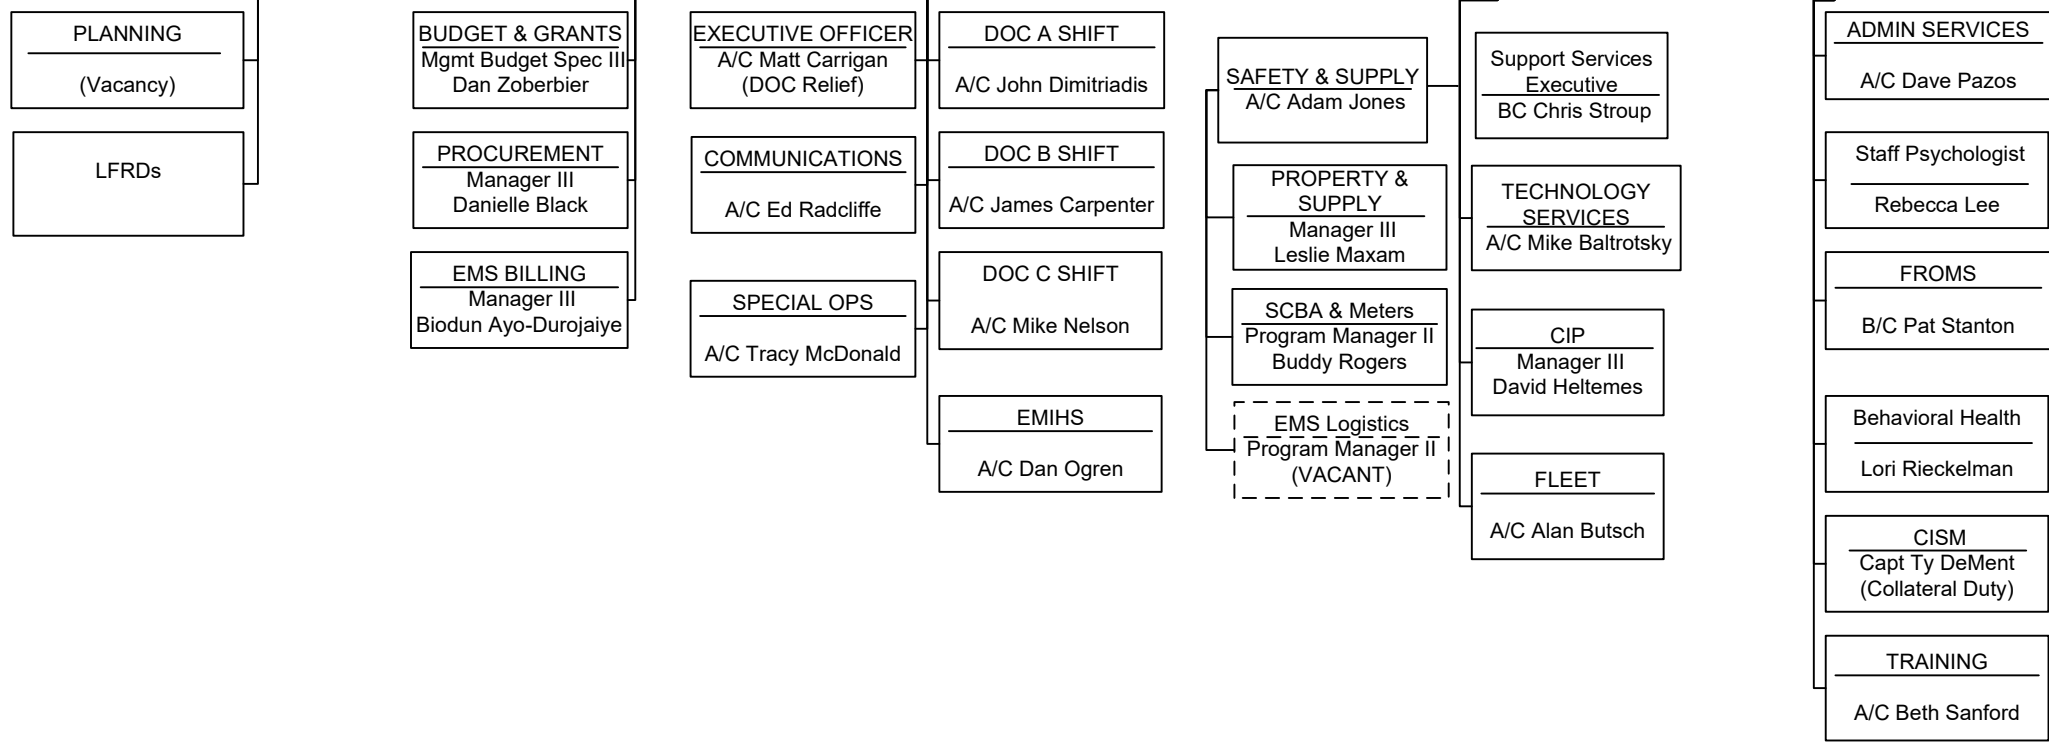 PLANNING
(Vacancy)
LFRDs
BUDGET & GRANTS
Mgmt Budget Spec III
Dan Zoberbier
PROCUREMENT
Manager III
Danielle Black
EMS BILLING
Manager III
Biodun Ayo-Durojaiye
EXECUTIVE OFFICER
A/C Matt Carrigan
(DOC Relief)
COMMUNICATIONS
A/C Ed Radcliffe
SPECIAL OPS
A/C Tracy McDonald
DOC A SHIFT
A/C John Dimitriadis
DOC B SHIFT
A/C James Carpenter
DOC C SHIFT
A/C Mike Nelson
EMIHS
A/C Dan Ogren
SAFETY & SUPPLY
A/C Adam Jones
PROPERTY &
SUPPLY
Manager III
Leslie Maxam
SCBA & Meters
Program Manager II
Buddy Rogers
EMS Logistics
Program Manager II
(VACANT)
Support Services
Executive
BC Chris Stroup
TECHNOLOGY
SERVICES
A/C Mike Baltrotsky
CIP
Manager III
David Heltemes
FLEET
A/C Alan Butsch
ADMIN SERVICES
A/C Dave Pazos
Staff Psychologist
Rebecca Lee
FROMS
B/C Pat Stanton
Behavioral Health
Lori Rieckelman
CISM
Capt Ty DeMent
(Collateral Duty)
TRAINING
A/C Beth Sanford